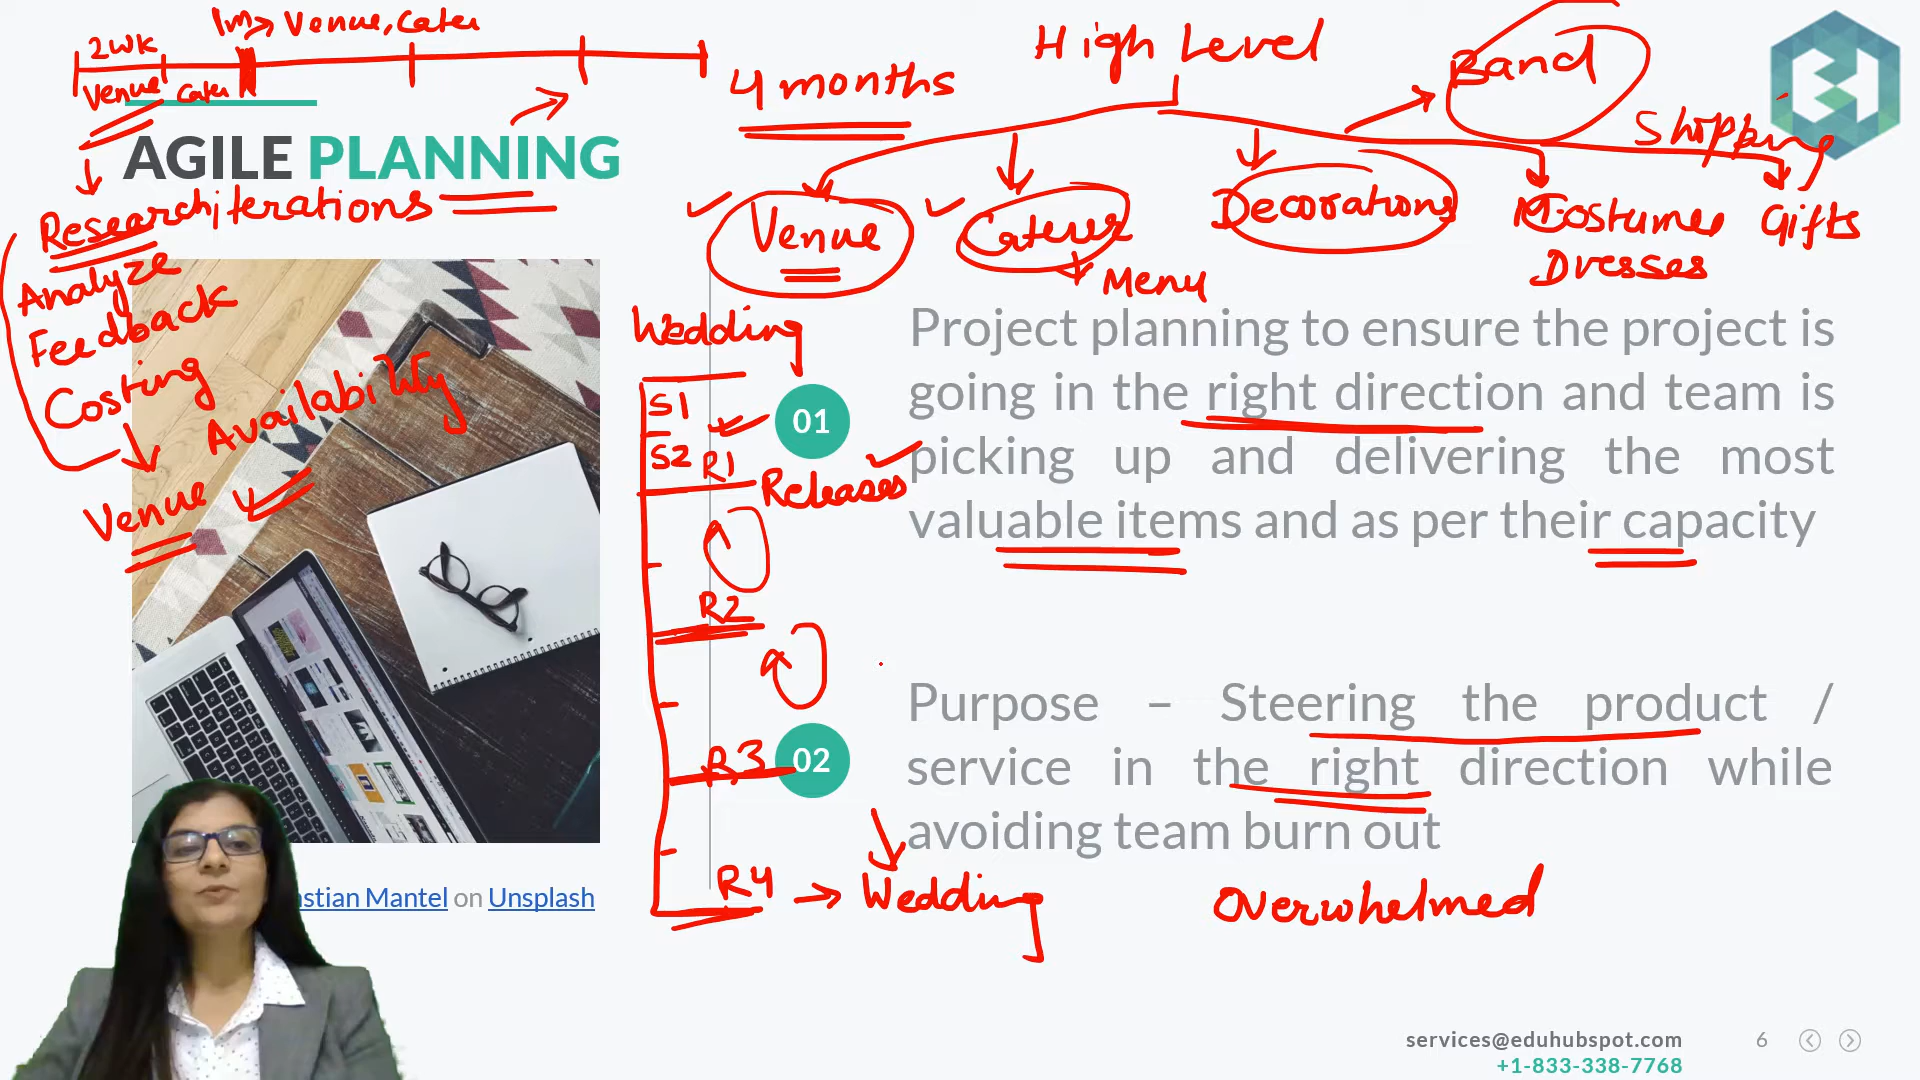 2wk
1m → Venue, Cater
Venue
Cater
4 months
High Level
Band
Shopping
AGILE PLANNING
iterations
Research
Analyze
Feedback
Costing
Availability
Venue
Venue
Caterer
Menu
Decorations
Costumes
Dresses
Gifts
Wedding
S1
S2
R1
Releases
R2
R3
R4 → Wedding
01
Project planning to ensure the project is
going in the right direction and team is
picking up and delivering the most
valuable items and as per their capacity
02
Purpose – Steering the product /
service in the right direction while
avoiding team burn out
Overwhelmed
Mantel on Unsplash
services@eduhubspot.com
+1-833-338-7768
6